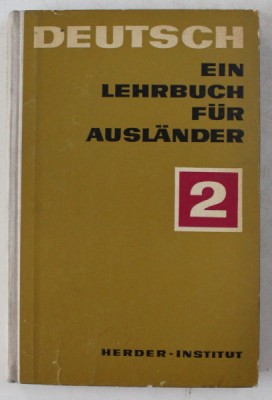 DEUTSCH
EIN
LEHRBUCH
FÜR
AUSLÄNDER
2
HERDER-INSTITUT